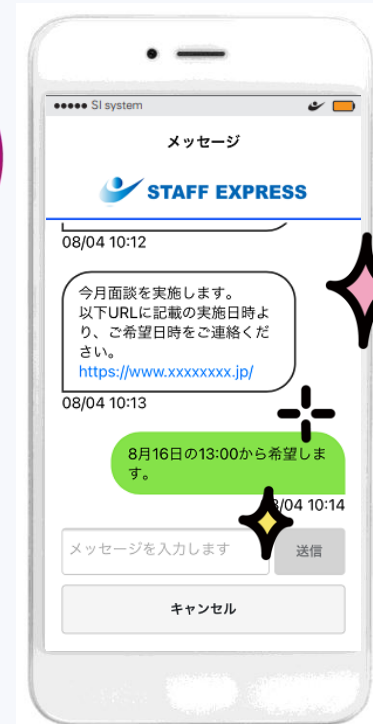 SI system
メッセージ
STAFF EXPRESS
08/04 10:12
今月面談を実施します。
以下URLに記載の実施日時よ
り、ご希望日時をご連絡くだ
さい。
https://www.xxxxxxxx.jp/
08/04 10:13
8月16日の13:00から希望しま
す。
/04 10:14
メッセージを入力します
送信
キャンセル